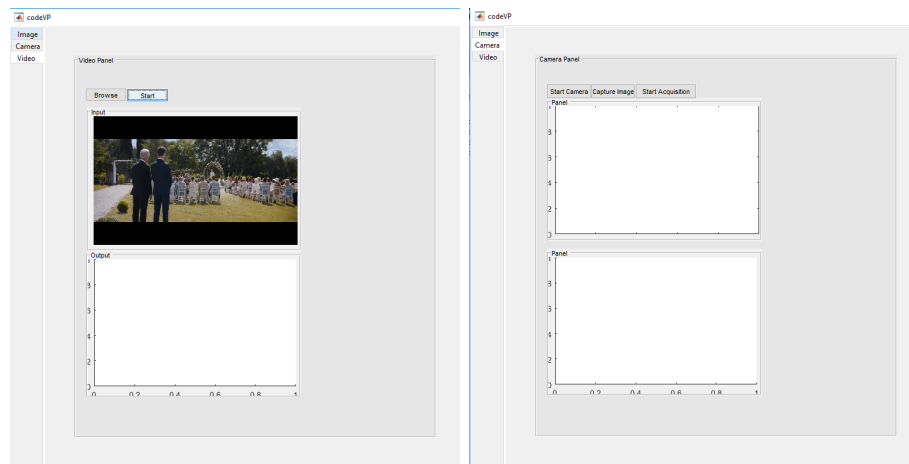 codeVP
Image
Camera
Video
Video Panel
Browse
Start
Input
Output
0 0.2 0.4 0.6 0.8 1
codeVP
Image
Camera
Video
Camera Panel
Start Camera Capture Image Start Acquisition
Panel
Panel
0 0.2 0.4 0.6 0.8 1